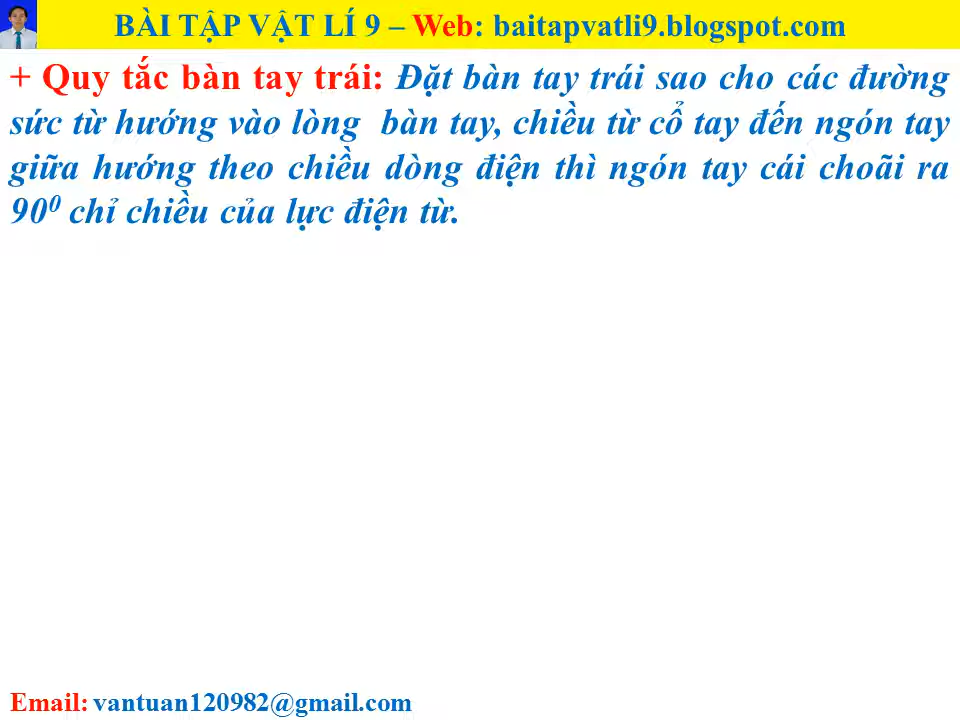 BÀI TẬP VẬT LÍ 9 – Web: baitapvatli9.blogspot.com
+ Quy tắc bàn tay trái: Đặt bàn tay trái sao cho các đường
sức từ hướng vào lòng bàn tay, chiều từ cổ tay đến ngón tay
giữa hướng theo chiều dòng điện thì ngón tay cái choãi ra
90⁰ chỉ chiều của lực điện từ.
Email: vantuan120982@gmail.com